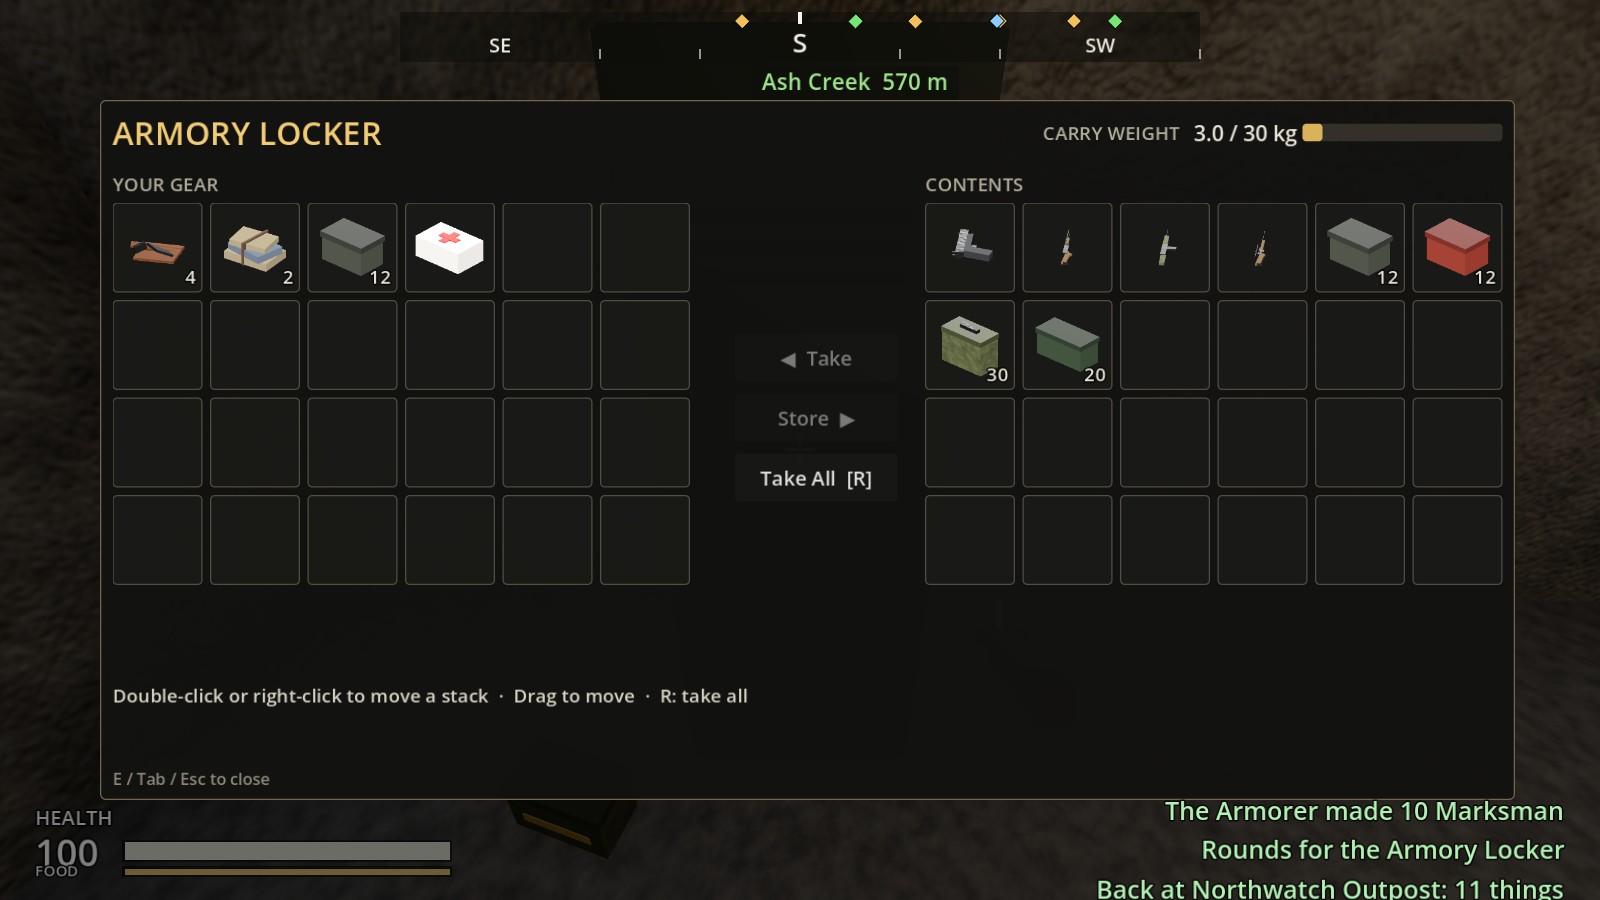 SE
S
SW
Ash Creek 570 m
ARMORY LOCKER
CARRY WEIGHT 3.0 / 30 kg
YOUR GEAR
CONTENTS
4
2
12
12
12
30
20
◀ Take
Store ▶
Take All [R]
Double-click or right-click to move a stack · Drag to move · R: take all
E / Tab / Esc to close
HEALTH
100
FOOD
The Armorer made 10 Marksman
Rounds for the Armory Locker
Back at Northwatch Outpost: 11 things